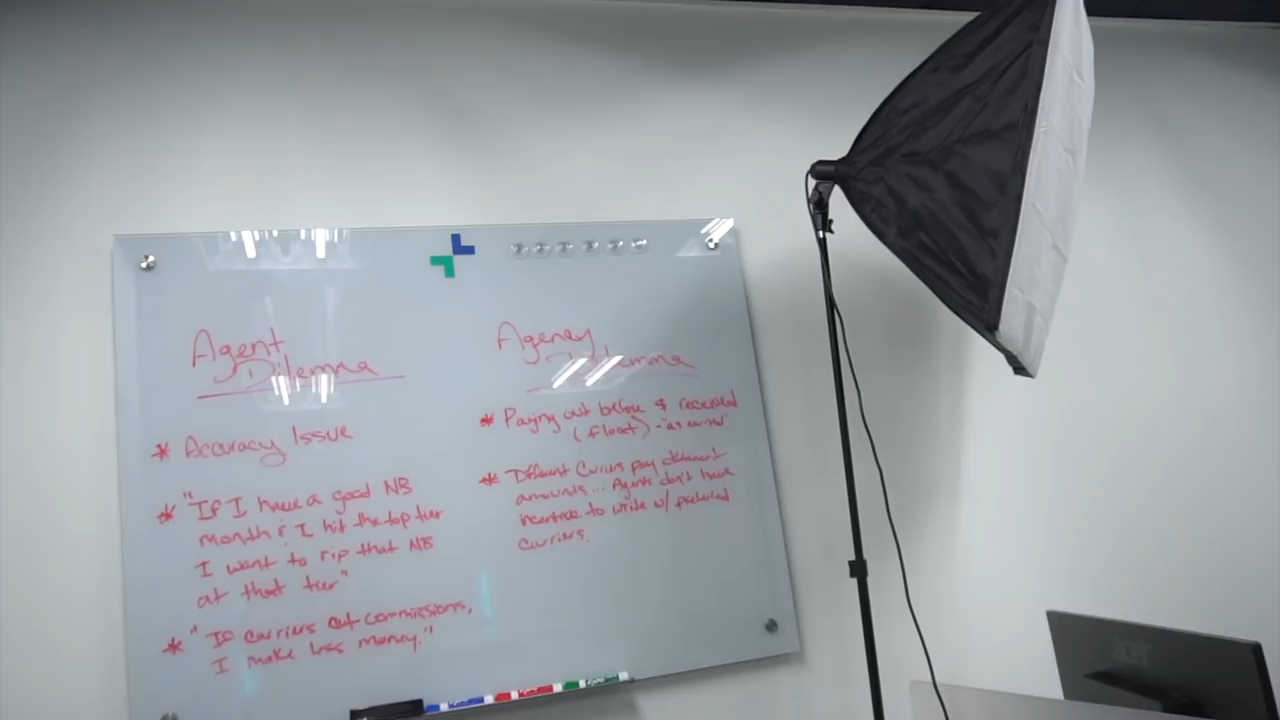 Agent
Dilemma
* Accuracy Issue
* "If I have a good NB
month & I hit the top tier
I want to rip that NB
at that tier"
* "If carriers cut commissions,
I make less money."
Agency
Dilemma
* Paying out before $ received
(float) - "as earned"
* Different Carriers pay different
amounts... Agents don't have
incentive to write w/ preferred
carriers.